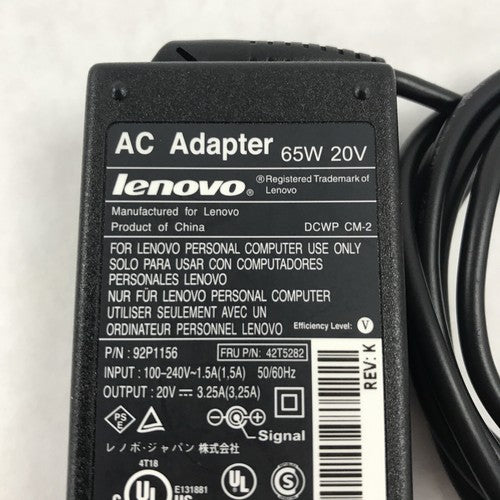 AC Adapter 65W 20V
lenovo. ®Registered Trademark of
Lenovo
Manufactured for Lenovo
Product of China DCWP CM-2
FOR LENOVO PERSONAL COMPUTER USE ONLY
SOLO PARA USAR CON COMPUTADORES
PERSONALES LENOVO
NUR FÜR LENOVO PERSONAL COMPUTER
UTILISER SEULEMENT AVEC UN
ORDINATEUR PERSONNEL LENOVO Efficiency Level: V
P/N : 92P1156 FRU P/N: 42T5282
INPUT : 100-240V~1.5A(1,5A) 50/60Hz
OUTPUT : 20V 3.25A(3,25A)
REV: K
PS
E
Signal
レノボ・ジャパン株式会社
4T18
E131881
UL
UL